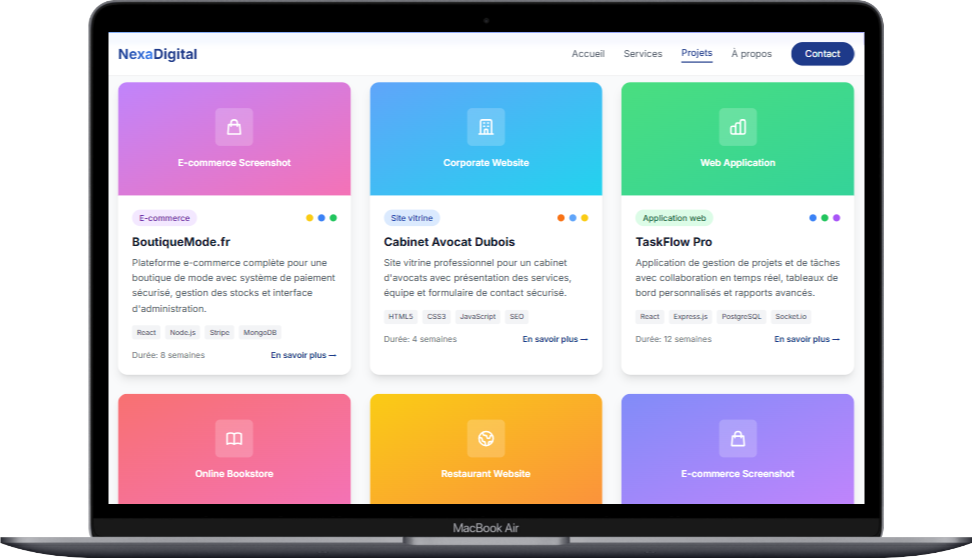 NexaDigital
Accueil Services Projets À propos Contact
E-commerce Screenshot
Corporate Website
Web Application
E-commerce
BoutiqueMode.fr
Plateforme e-commerce complète pour une
boutique de mode avec système de paiement
sécurisé, gestion des stocks et interface
d'administration.
React Node.js Stripe MongoDB
Durée: 8 semaines En savoir plus →
Site vitrine
Cabinet Avocat Dubois
Site vitrine professionnel pour un cabinet
d'avocats avec présentation des services,
équipe et formulaire de contact sécurisé.
HTML5 CSS3 JavaScript SEO
Durée: 4 semaines En savoir plus →
Application web
TaskFlow Pro
Application de gestion de projets et de tâches
avec collaboration en temps réel, tableaux de
bord personnalisés et rapports avancés.
React Express.js PostgreSQL Socket.io
Durée: 12 semaines En savoir plus →
Online Bookstore
Restaurant Website
E-commerce Screenshot
MacBook Air